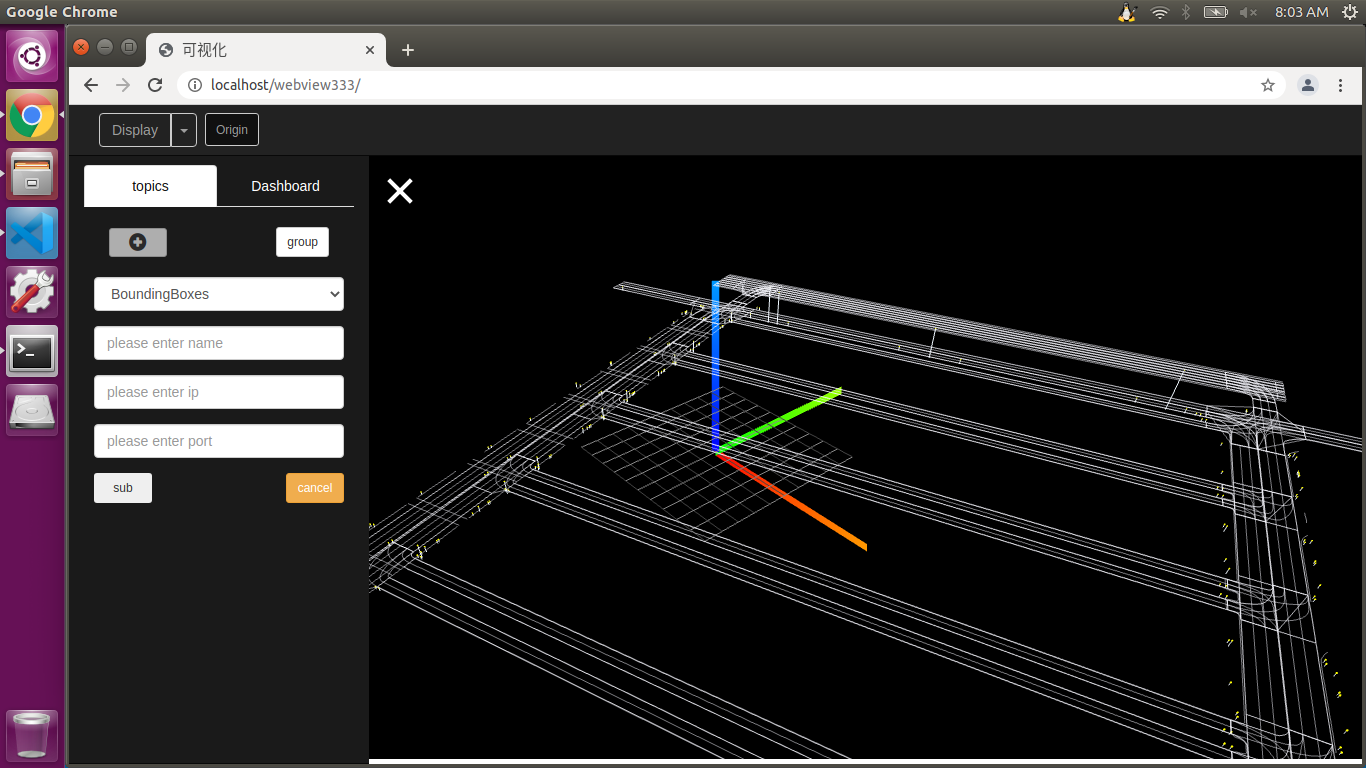 Google Chrome
8:03 AM
可视化
localhost/webview333/
Display
Origin
topics
Dashboard
group
BoundingBoxes
please enter name
please enter ip
please enter port
sub
cancel